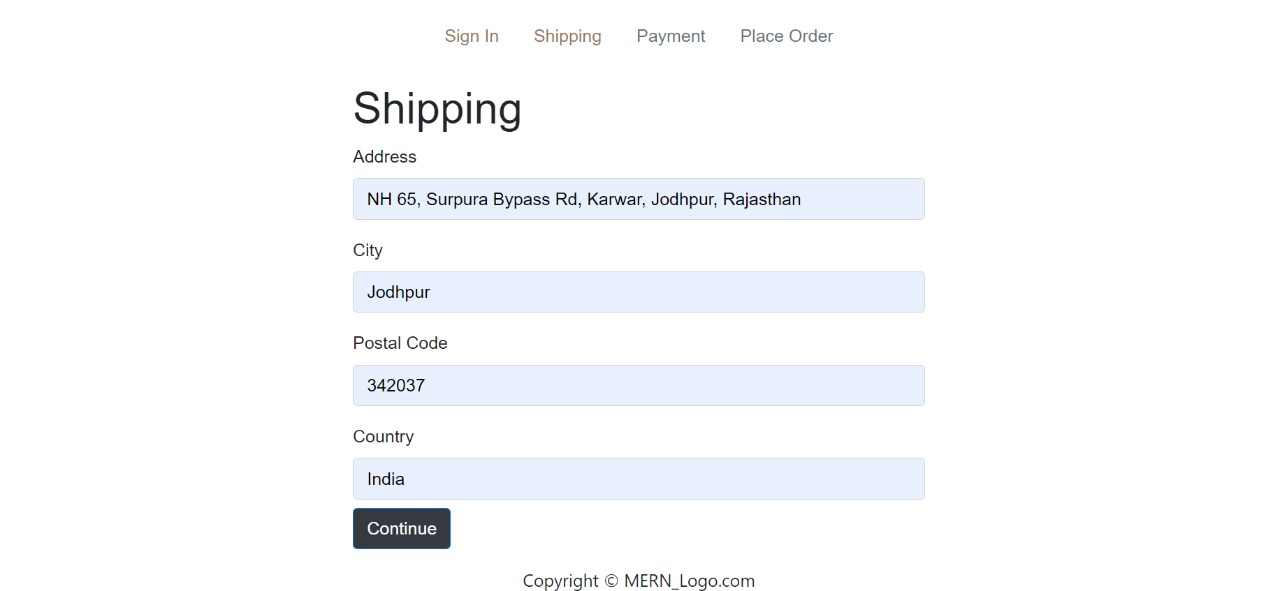 Sign In Shipping Payment Place Order
Shipping
Address
NH 65, Surpura Bypass Rd, Karwar, Jodhpur, Rajasthan
City
Jodhpur
Postal Code
342037
Country
India
Continue
Copyright © MERN_Logo.com